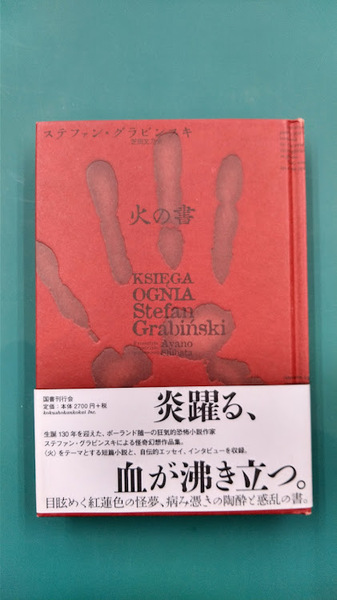 ステファン・グラビンスキ
芝田文乃 訳
火の書
KSIĘGA
OGNIA
Stefan
Grabiński
Ayano
Shibata
国書刊行会
定価：本体2700円+税
kokushokankokai Inc.
炎躍る、
生誕130年を迎えた、ポーランド随一の狂気的恐怖小説作家
ステファン・グラビンスキによる怪奇幻想作品集。
〈火〉をテーマとする短篇小説と、自伝的エッセイ、インタビューを収録。
血が沸き立つ。
目眩めく紅蓮色の怪夢、病み憑きの陶酔と惑乱の書。